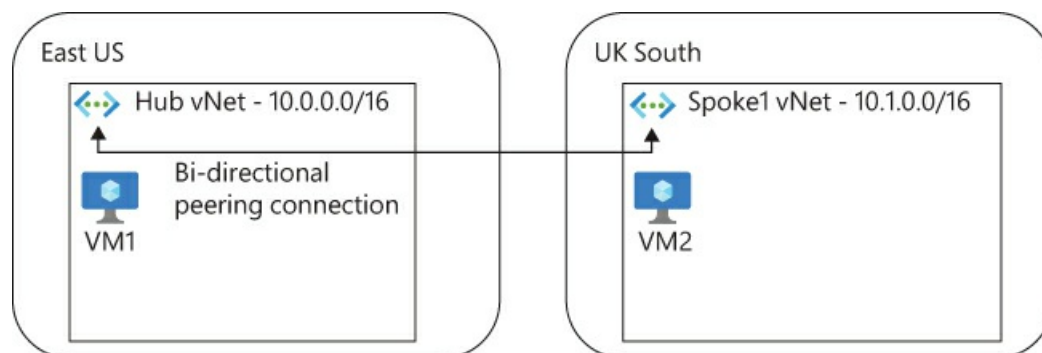 East US
Hub vNet - 10.0.0.0/16
Bi-directional
peering connection
VM1
UK South
Spoke1 vNet - 10.1.0.0/16
VM2